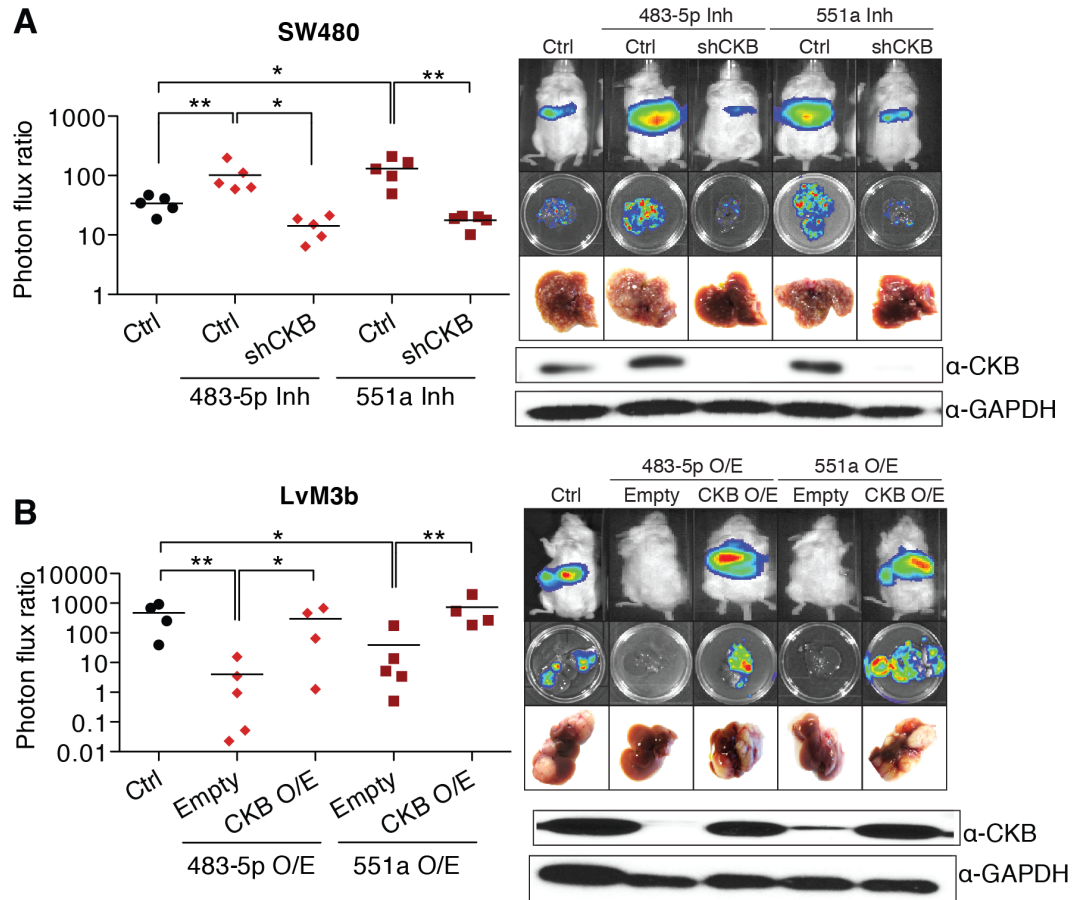 A
SW480
Photon flux ratio
1000
100
10
1
*
**
**
*
Ctrl
Ctrl
shCKB
Ctrl
shCKB
483-5p Inh
551a Inh
483-5p Inh
551a Inh
Ctrl
Ctrl
shCKB
Ctrl
shCKB
α-CKB
α-GAPDH
B
LvM3b
Photon flux ratio
10000
1000
100
10
1
0.1
0.01
*
**
**
*
Ctrl
Empty
CKB O/E
Empty
CKB O/E
483-5p O/E
551a O/E
483-5p O/E
551a O/E
Ctrl
Empty
CKB O/E
Empty
CKB O/E
α-CKB
α-GAPDH